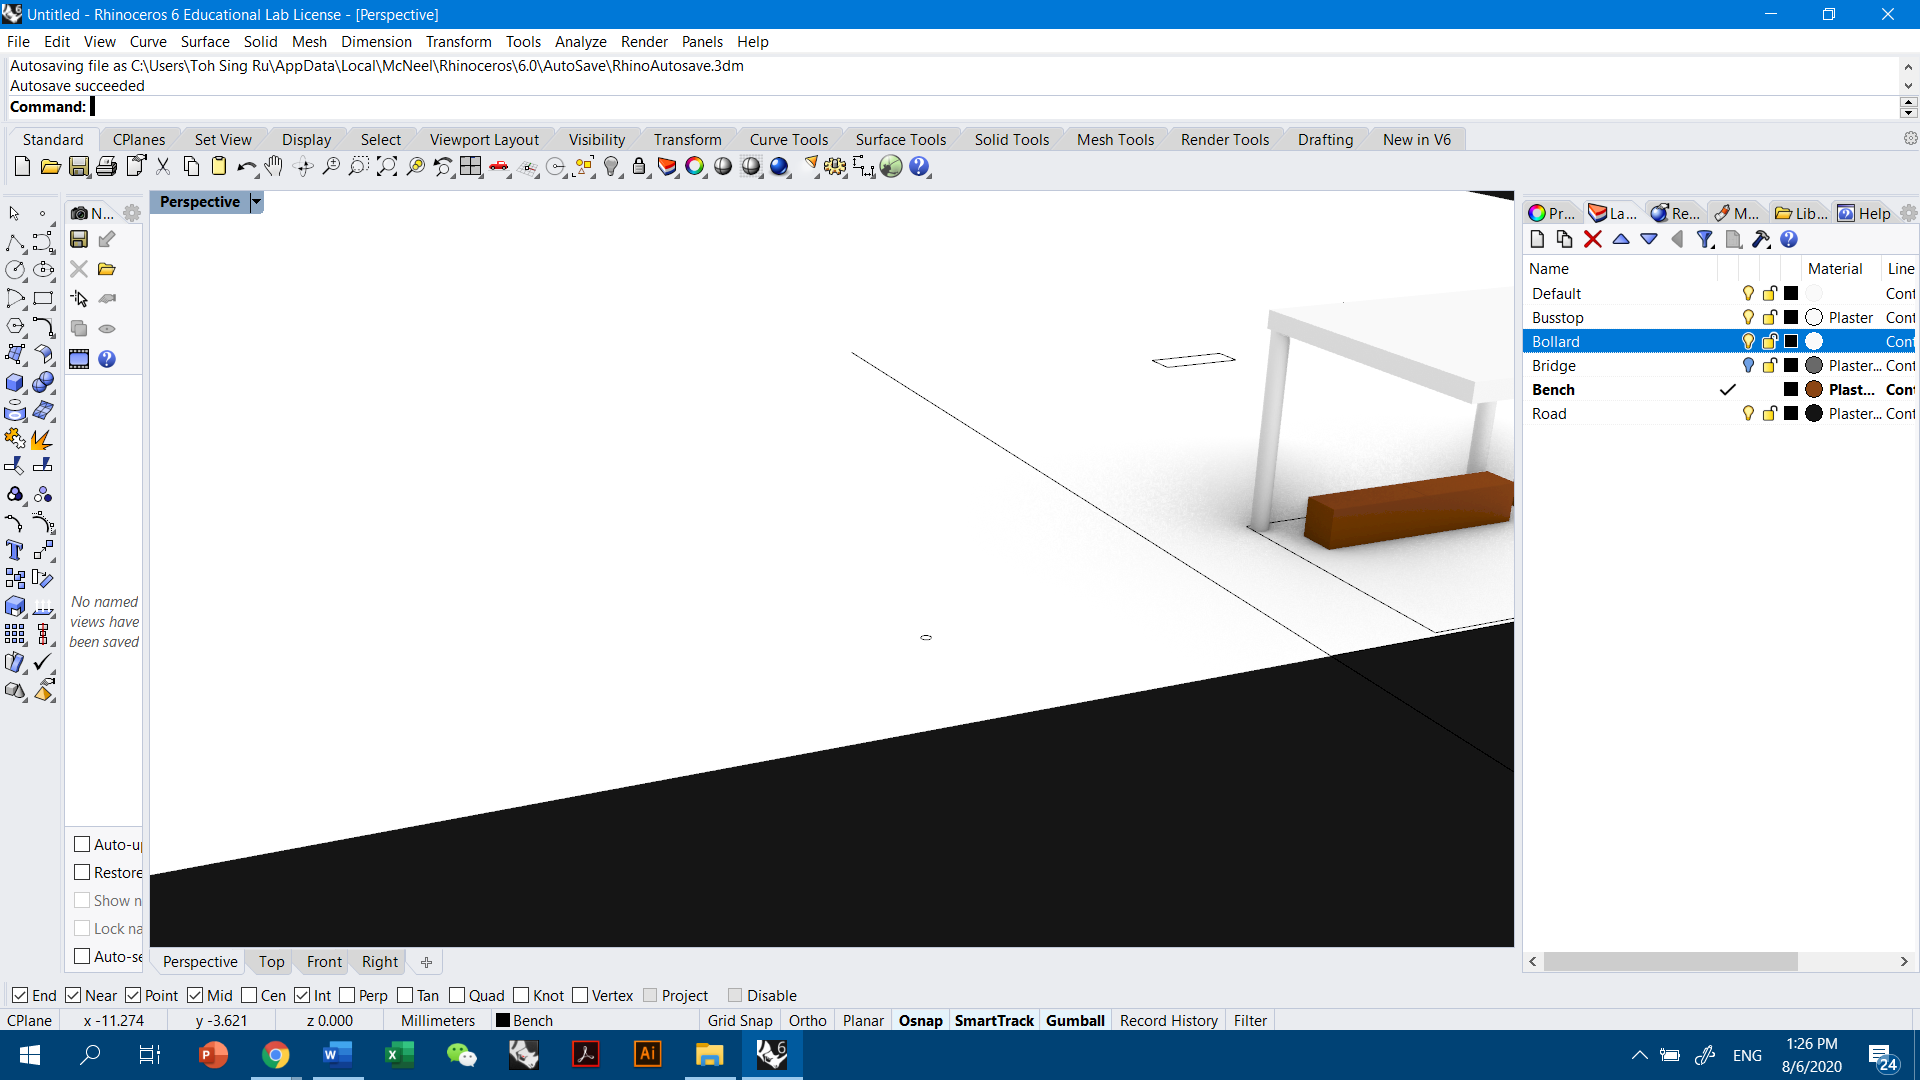 Untitled - Rhinoceros 6 Educational Lab License - [Perspective]
File Edit View Curve Surface Solid Mesh Dimension Transform Tools Analyze Render Panels Help
Autosaving file as C:\Users\Toh Sing Ru\AppData\Local\McNeel\Rhinoceros\6.0\AutoSave\RhinoAutosave.3dm
Autosave succeeded
Command:
Standard CPlanes Set View Display Select Viewport Layout Visibility Transform Curve Tools Surface Tools Solid Tools Mesh Tools Render Tools Drafting New in V6
N...
Perspective
Pr... La... Re... M... Lib... Help
Name Material Line
Default Cont
Busstop Plaster Cont
Bollard Cont
Bridge Plaster... Cont
Bench Plast... Cont
Road Plaster... Cont
No named
views have
been saved
Auto-u
Restore
Show n
Lock na
Auto-se
Perspective Top Front Right
End Near Point Mid Cen Int Perp Tan Quad Knot Vertex Project Disable
CPlane x -11.274 y -3.621 z 0.000 Millimeters Bench Grid Snap Ortho Planar Osnap SmartTrack Gumball Record History Filter
ENG
1:26 PM
8/6/2020
24